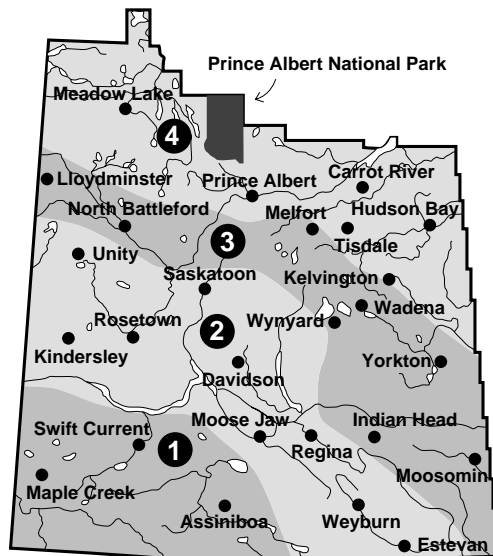 Prince Albert National Park
Meadow Lake
4
Lloydminster
Prince Albert
Carrot River
North Battleford
Melfort
Hudson Bay
3
Tisdale
Unity
Saskatoon
Kelvington
Wadena
Rosetown
2
Wynyard
Kindersley
Davidson
Yorkton
Swift Current
1
Moose Jaw
Indian Head
Regina
Moosomin
Maple Creek
Assiniboa
Weyburn
Estevan